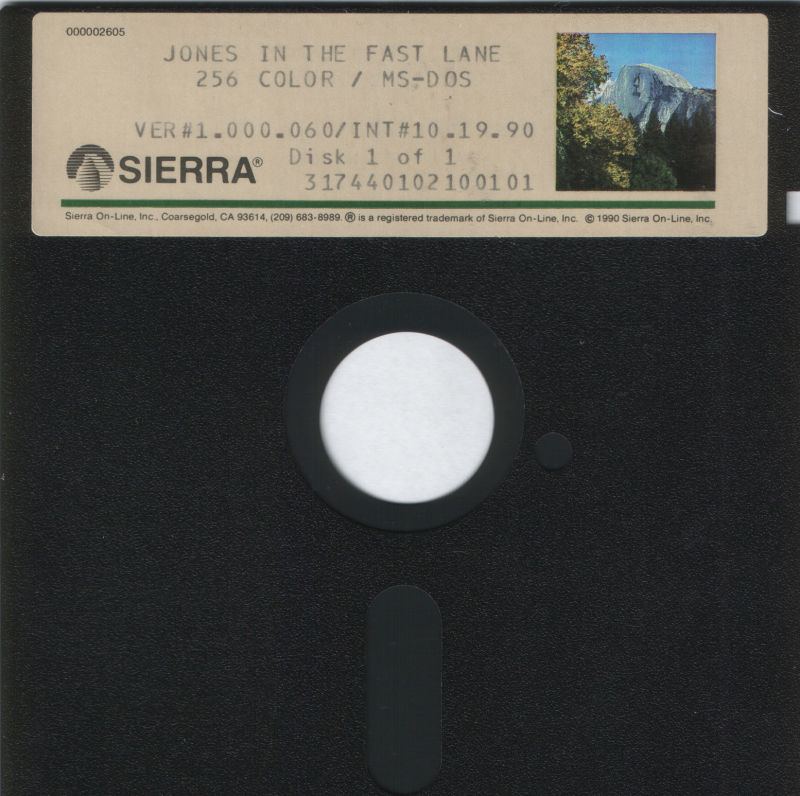 000002605
JONES IN THE FAST LANE
256 COLOR / MS-DOS
VER#1.000.060/INT#10.19.90
SIERRA®
Disk 1 of 1
317440102100101
Sierra On-Line, Inc., Coarsegold, CA 93614, (209) 683-8989. ® is a registered trademark of Sierra On-Line, Inc. © 1990 Sierra On-Line, Inc.